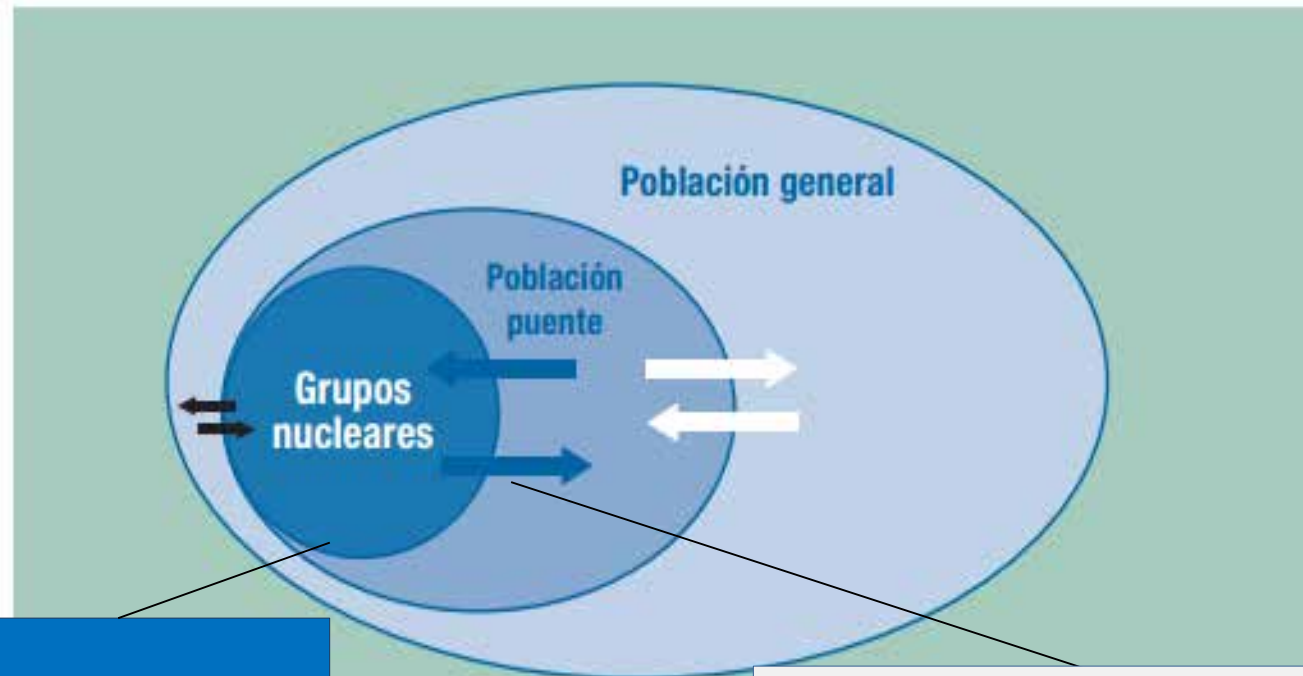 Población general
Población
puente
Grupos
nucleares